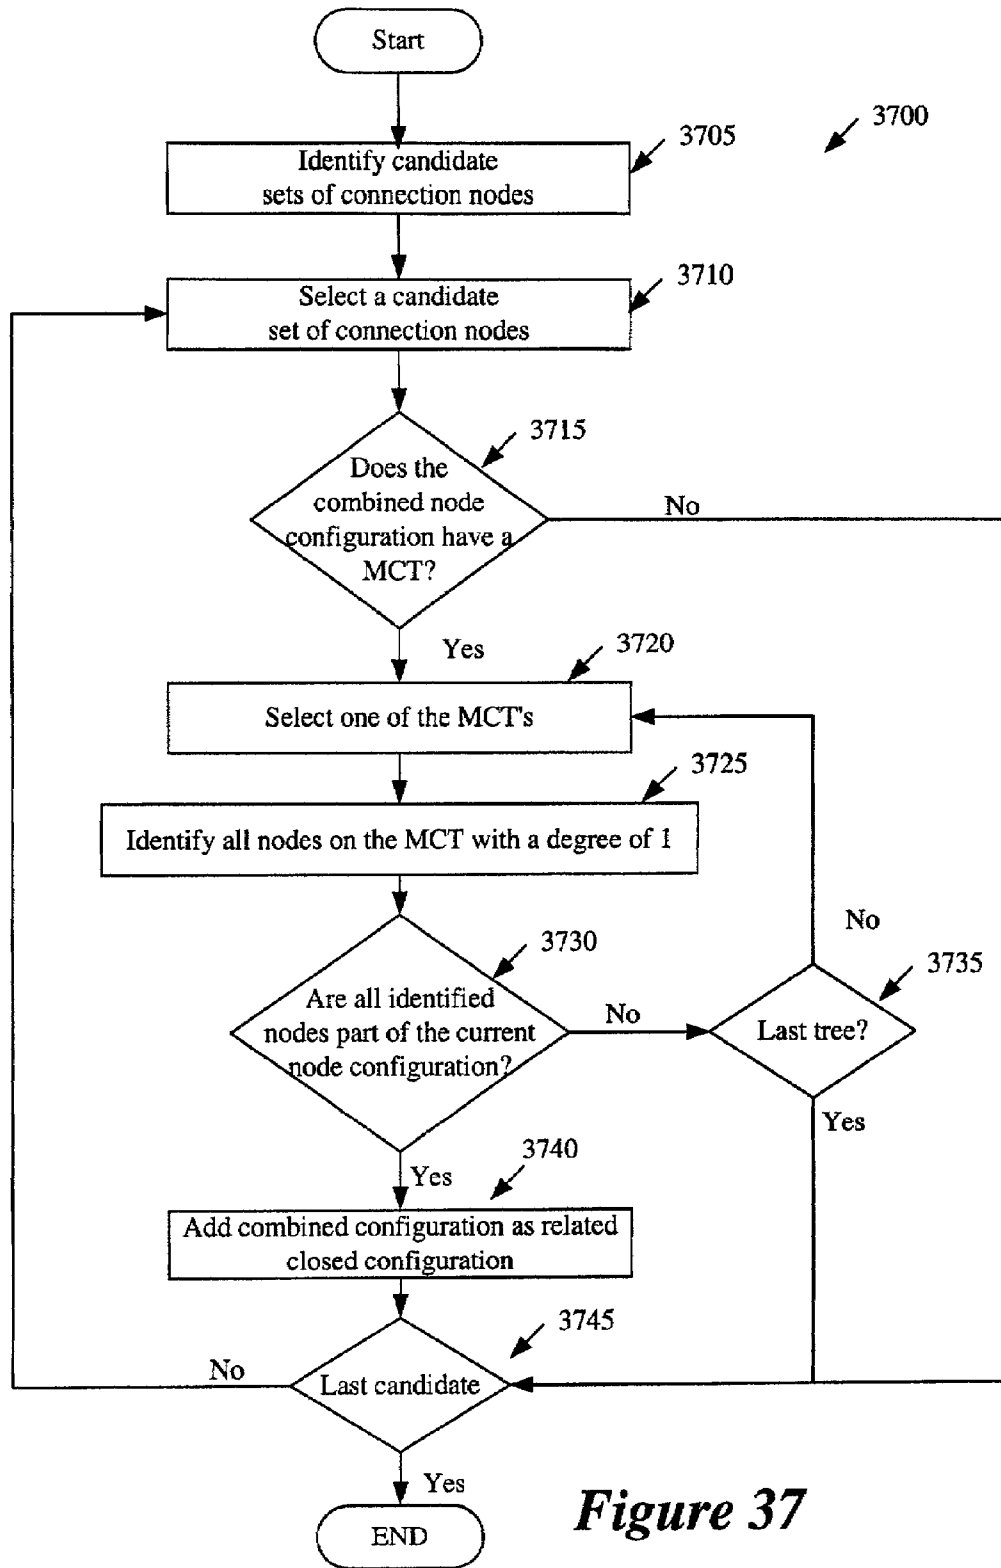 Start
3700
3705
Identify candidate
sets of connection nodes
3710
Select a candidate
set of connection nodes
3715
Does the
combined node
configuration have a
MCT?
No
Yes
3720
Select one of the MCT's
3725
Identify all nodes on the MCT with a degree of 1
3730
Are all identified
nodes part of the current
node configuration?
No
No
3735
Last tree?
Yes
Yes
3740
Add combined configuration as related
closed configuration
3745
Last candidate
No
Yes
END
Figure 37